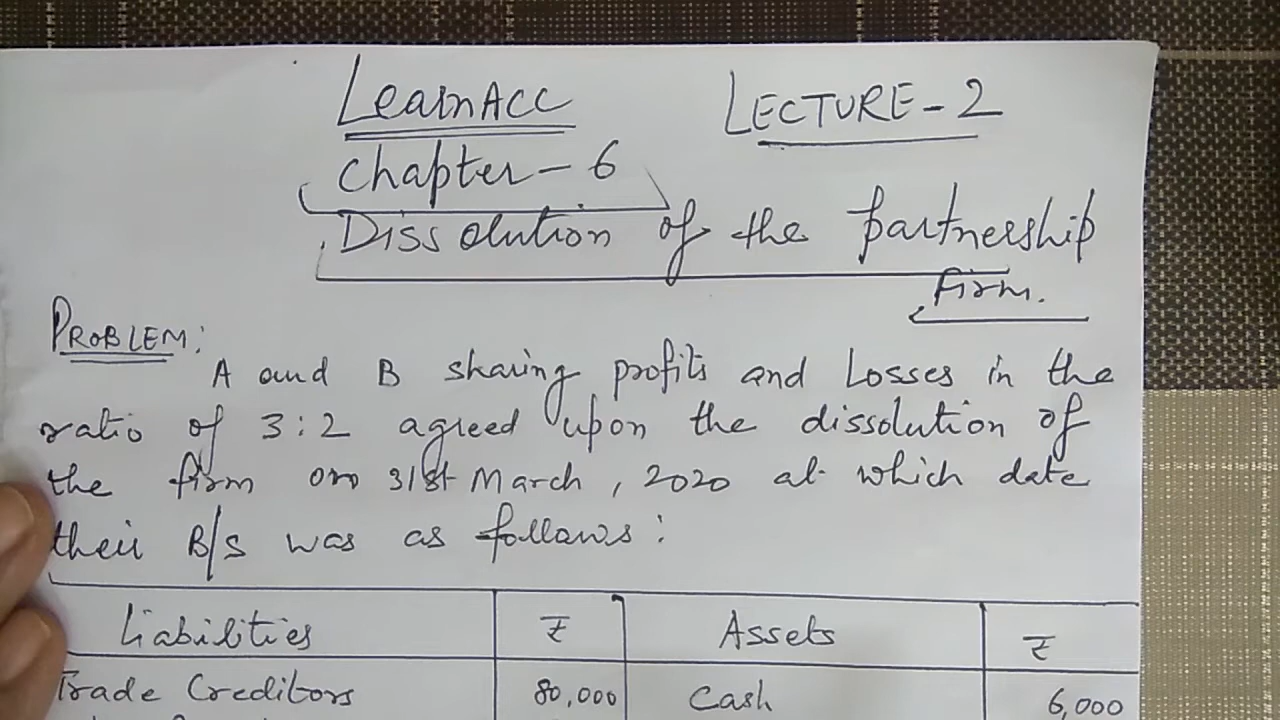 LearnAcc LECTURE-2
Chapter-6
Dissolution of the partnership
firm.
PROBLEM:
A and B sharing profits and Losses in the
ratio of 3:2 agreed upon the dissolution of
the firm on 31st March, 2020 at which date
their B/S was as follows:
Liabilities ₹ Assets ₹
Trade Creditors 80,000 Cash 6,000